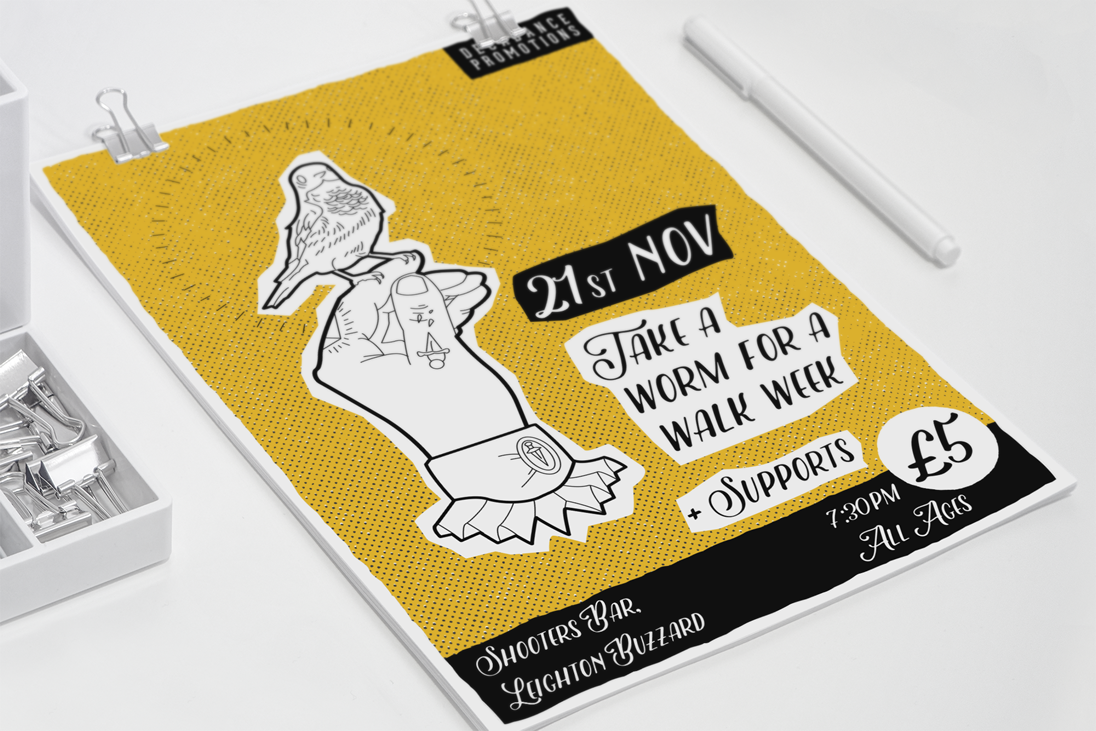 PROMOTIONS
21ST NOV
TAKE A
WORM FOR A
WALK WEEK
+ SUPPORTS
£5
7:30PM
ALL AGES
SHOOTERS BAR,
LEIGHTON BUZZARD